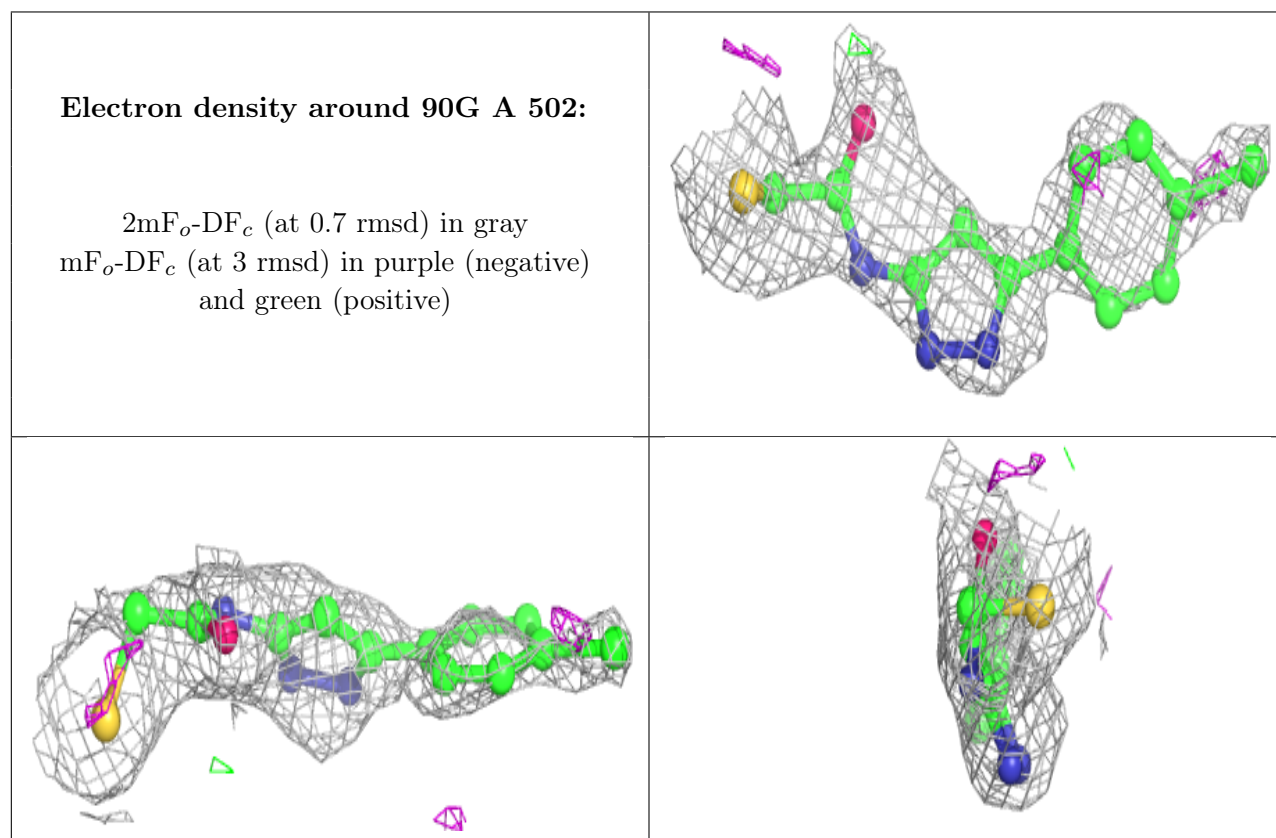 Electron density around 90G A 502:
2mFo-DFc (at 0.7 rmsd) in gray
mFo-DFc (at 3 rmsd) in purple (negative)
and green (positive)